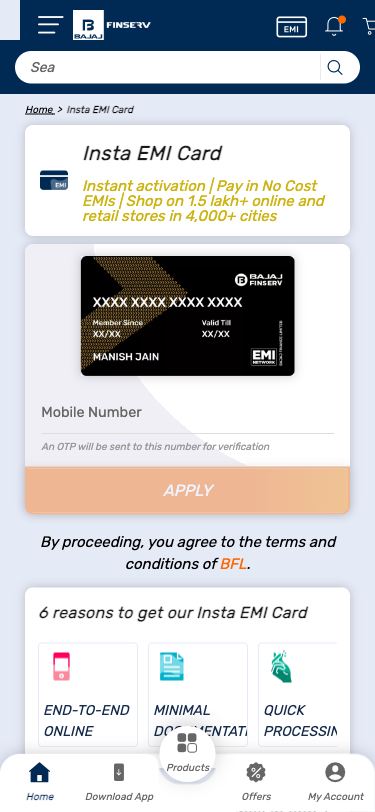 BAJAJ FINSERV
EMI
Sea
Home > Insta EMI Card
Insta EMI Card
EMI
Instant activation | Pay in No Cost
EMIs | Shop on 1.5 lakh+ online and
retail stores in 4,000+ cities
BAJAJ
FINSERV
XXXX XXXX XXXX XXXX
Member Since Valid Till
XX/XX XX/XX
MANISH JAIN
EMI
NETWORK
BAJAJ FINANCE LIMITED
Mobile Number
An OTP will be sent to this number for verification
APPLY
By proceeding, you agree to the terms and
conditions of BFL.
6 reasons to get our Insta EMI Card
END-TO-END
ONLINE
MINIMAL
QUICK
PROCESSIN
Home
Download App
Products
Offers
My Account